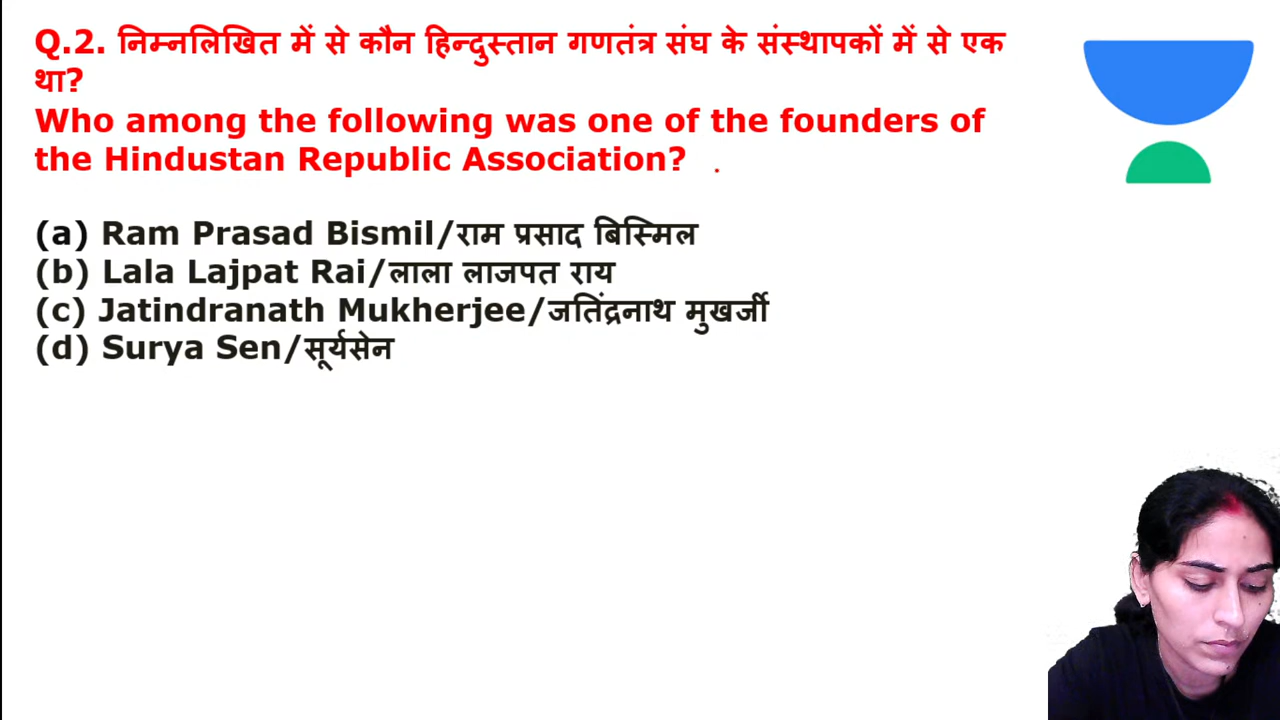 Q.2. निम्नलिखित में से कौन हिन्दुस्तान गणतंत्र संघ के संस्थापकों में से एक
था?
Who among the following was one of the founders of
the Hindustan Republic Association? .
(a) Ram Prasad Bismil/राम प्रसाद बिस्मिल
(b) Lala Lajpat Rai/लाला लाजपत राय
(c) Jatindranath Mukherjee/जतिंद्रनाथ मुखर्जी
(d) Surya Sen/सूर्यसेन